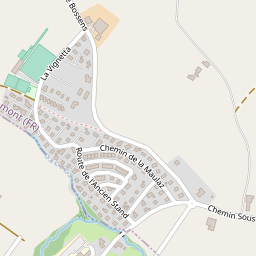 Bossens
La Vignetta
mont (FR)
Chemin de la Maulaz
Route de l'Ancien Stand
Chemin Sous